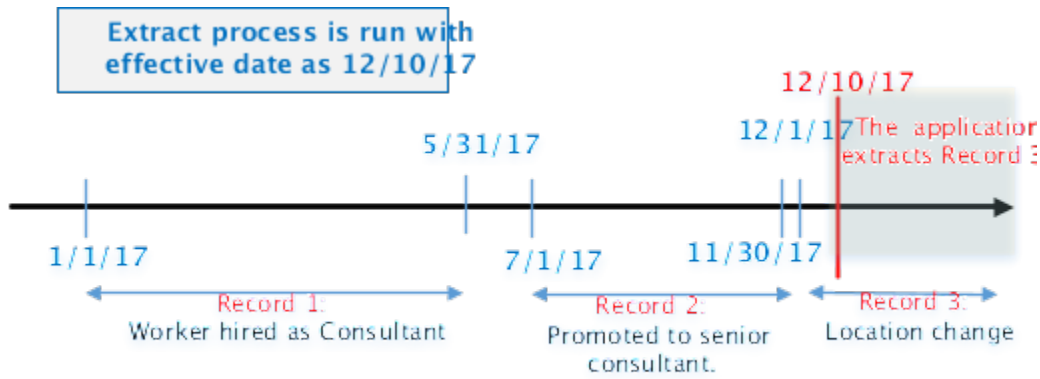 Extract process is run with
effective date as 12/10/17
12/10/17
12/1/17
The application
extracts Record 3
5/31/17
1/1/17
7/1/17
11/30/17
Record 1:
Worker hired as Consultant
Record 2:
Promoted to senior
consultant.
Record 3:
Location change